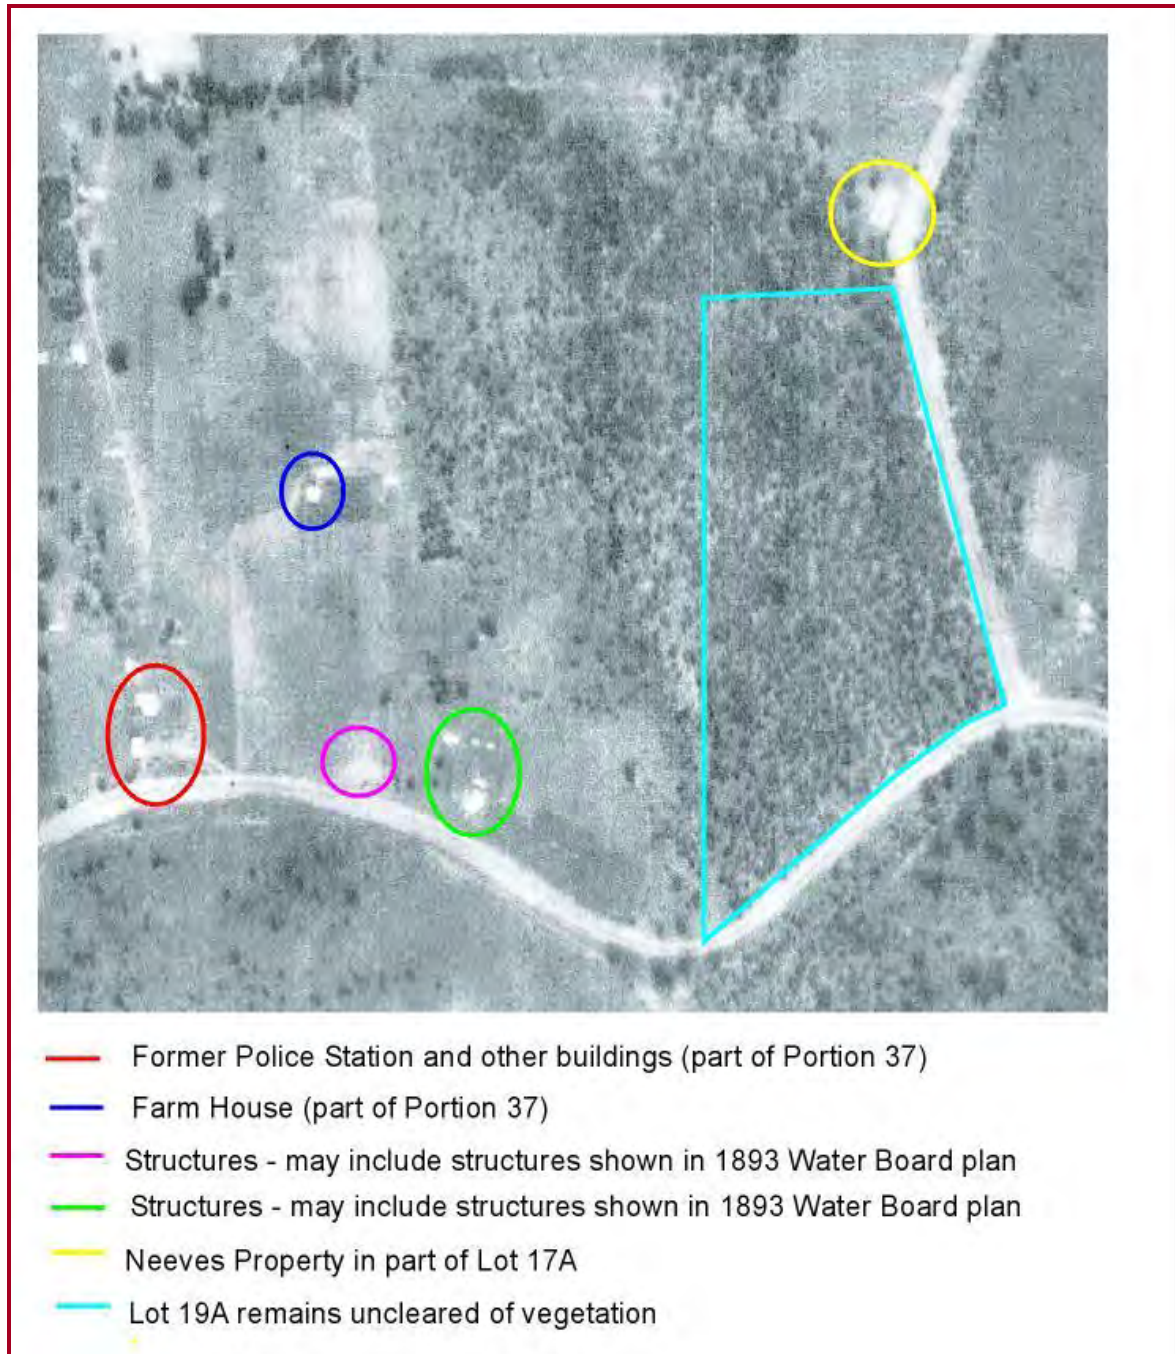 Former Police Station and other buildings (part of Portion 37)
Farm House (part of Portion 37)
Structures - may include structures shown in 1893 Water Board plan
Structures - may include structures shown in 1893 Water Board plan
Neeves Property in part of Lot 17A
Lot 19A remains uncleared of vegetation